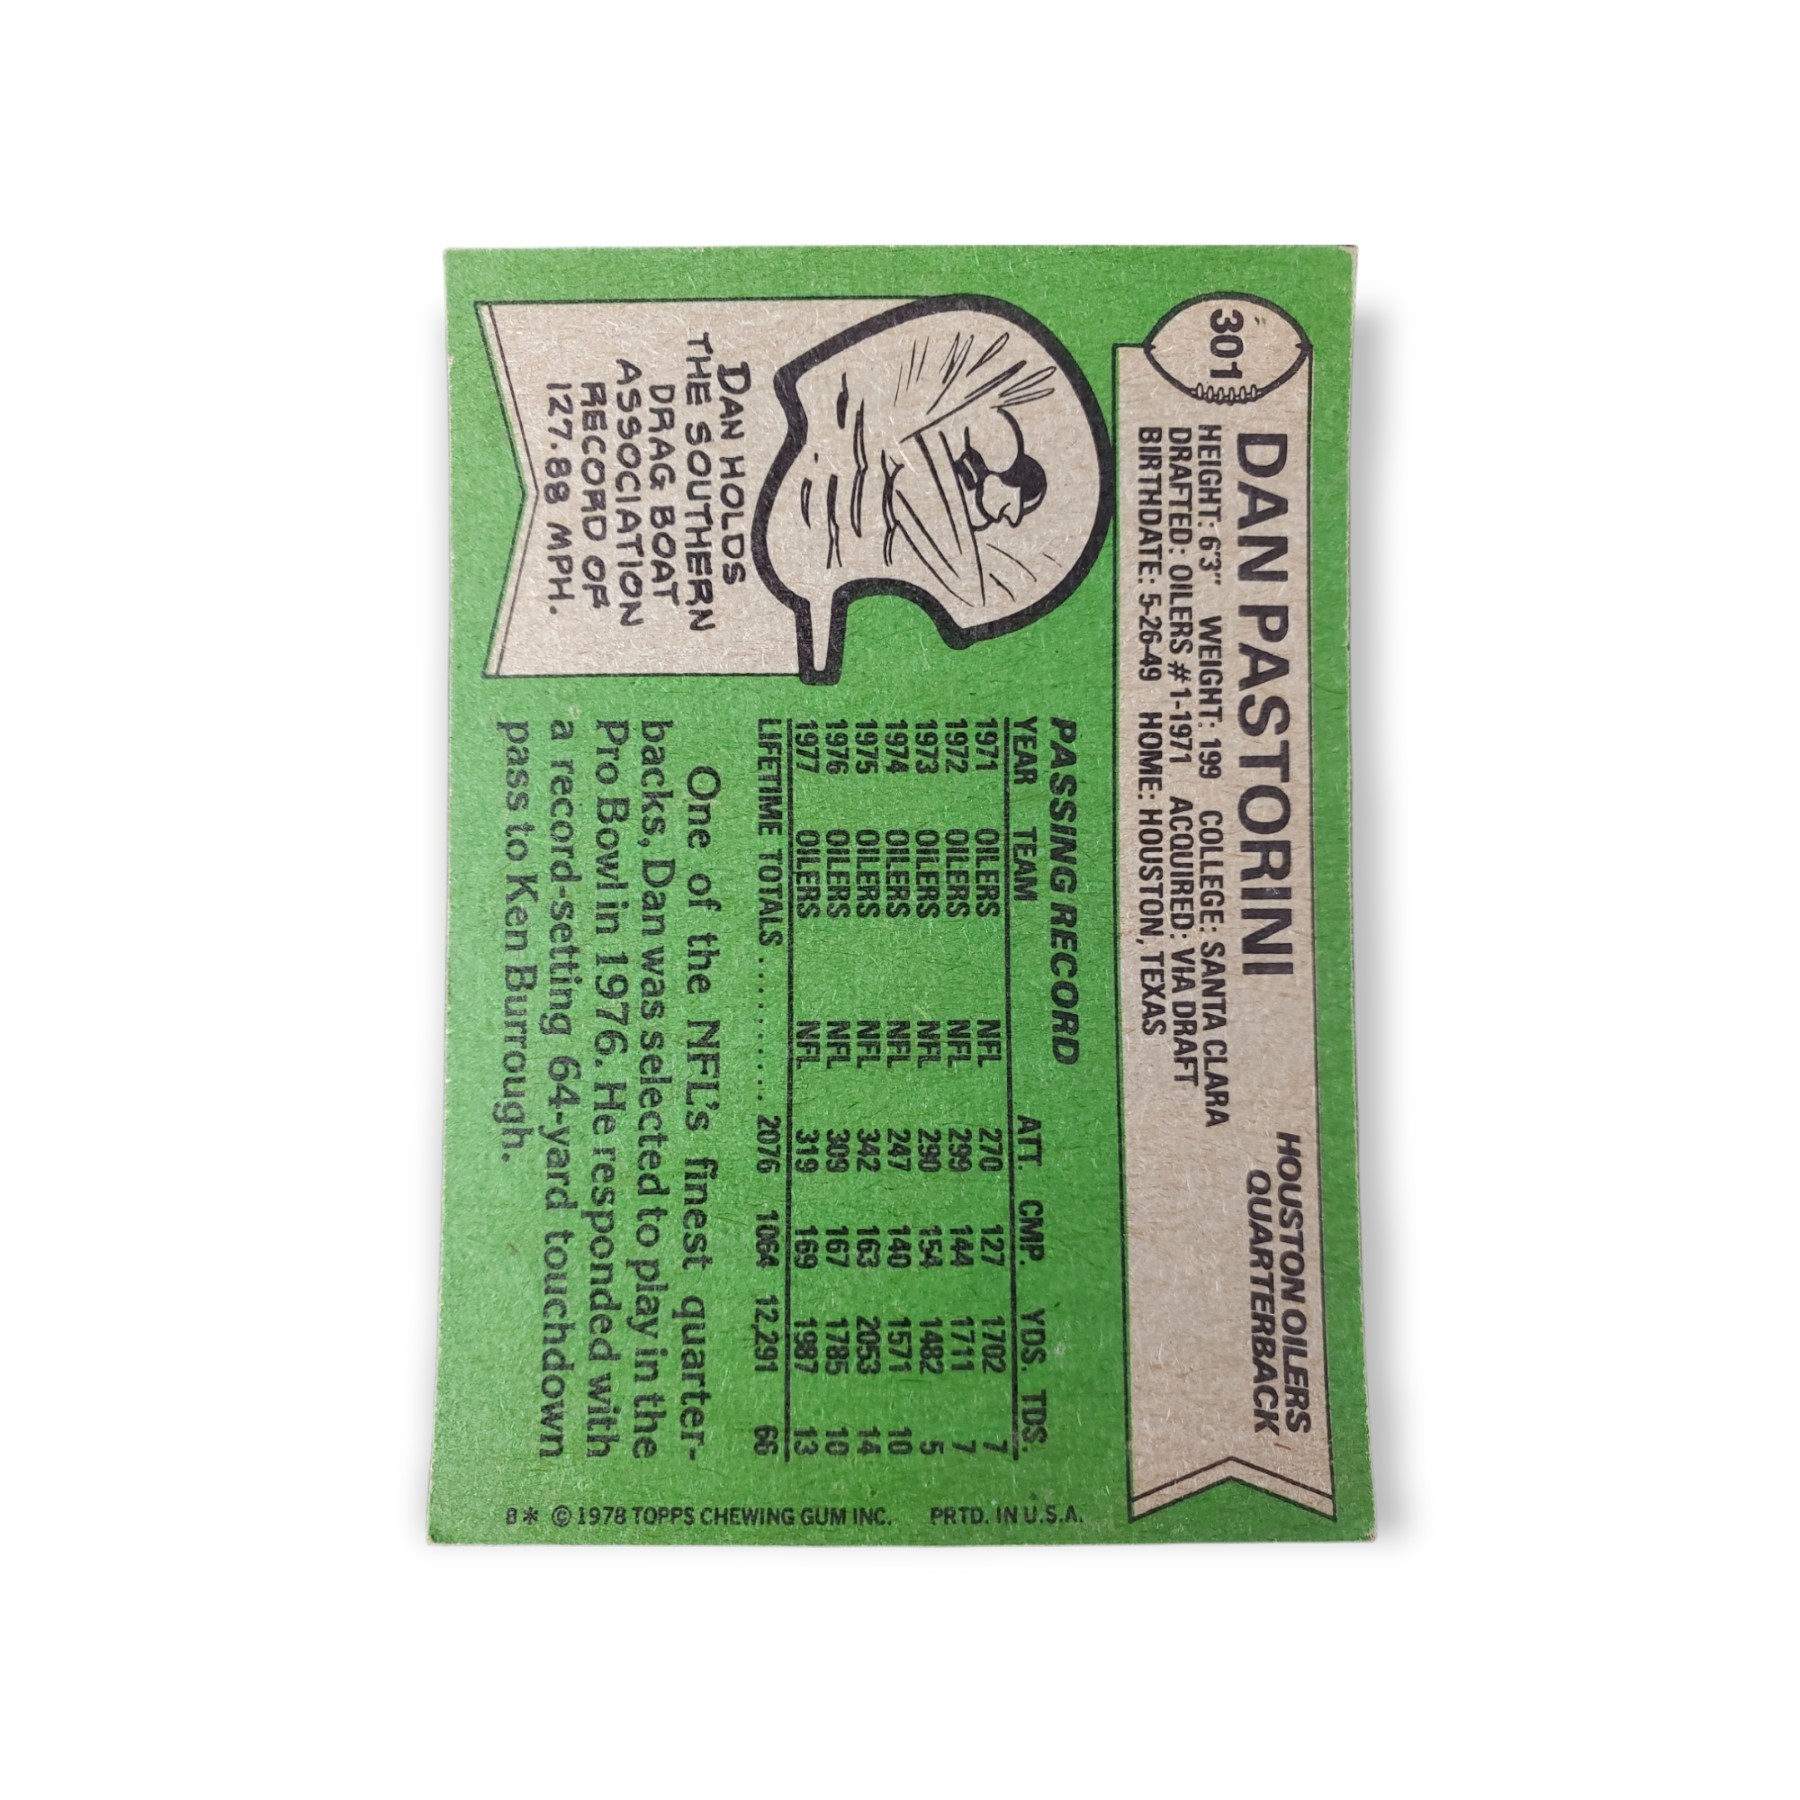 301
DAN PASTORINI
HOUSTON OILERS
QUARTERBACK
HEIGHT: 6'3" WEIGHT: 199 COLLEGE: SANTA CLARA
DRAFTED: OILERS #1-1971 ACQUIRED: VIA DRAFT
BIRTHDATE: 5-26-49 HOME: HOUSTON, TEXAS
DAN HOLDS
THE SOUTHERN
DRAG BOAT
ASSOCIATION
RECORD OF
127.88 MPH.
PASSING RECORD
YEAR TEAM ATT. CMP. YDS. TDS.
1971 OILERS NFL 270 127 1702 7
1972 OILERS NFL 299 144 1711 7
1973 OILERS NFL 290 154 1482 5
1974 OILERS NFL 247 140 1571 10
1975 OILERS NFL 342 163 2053 14
1976 OILERS NFL 309 167 1785 10
1977 OILERS NFL 319 169 1987 13
LIFETIME TOTALS .......... 2076 1064 12,291 66
One of the NFL's finest quarter-
backs, Dan was selected to play in the
Pro Bowl in 1976. He responded with
a record-setting 64-yard touchdown
pass to Ken Burrough.
8* © 1978 TOPPS CHEWING GUM INC. PRTD. IN U.S.A.